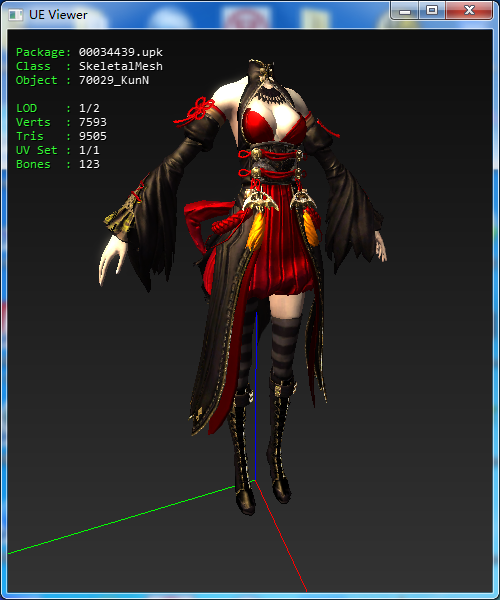 UE Viewer
Package: 00034439.upk
Class : SkeletalMesh
Object : 70029_KunN
LOD : 1/2
Verts : 7593
Tris : 9505
UV Set : 1/1
Bones : 123